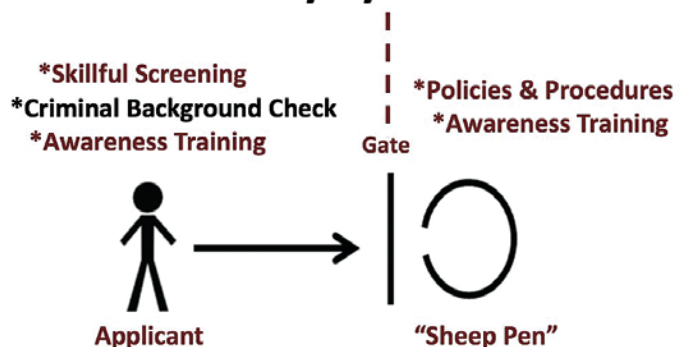 *Skillful Screening
*Criminal Background Check
*Awareness Training
*Policies & Procedures
*Awareness Training
Gate
Applicant
“Sheep Pen”